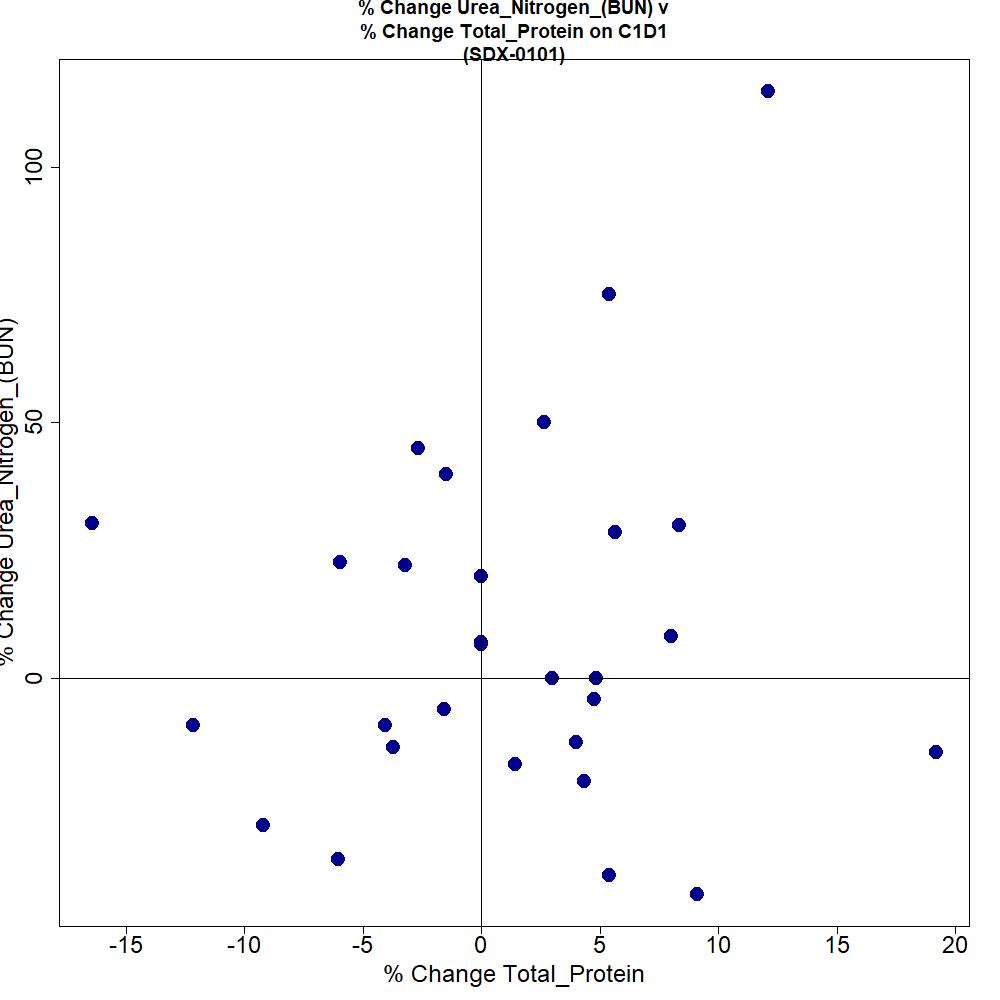 % Change Urea_Nitrogen_(BUN) v
% Change Total_Protein on C1D1
(SDX-0101)
% Change Urea_Nitrogen_(BUN)
100
50
0
-15 -10 -5 0 5 10 15 20
% Change Total_Protein